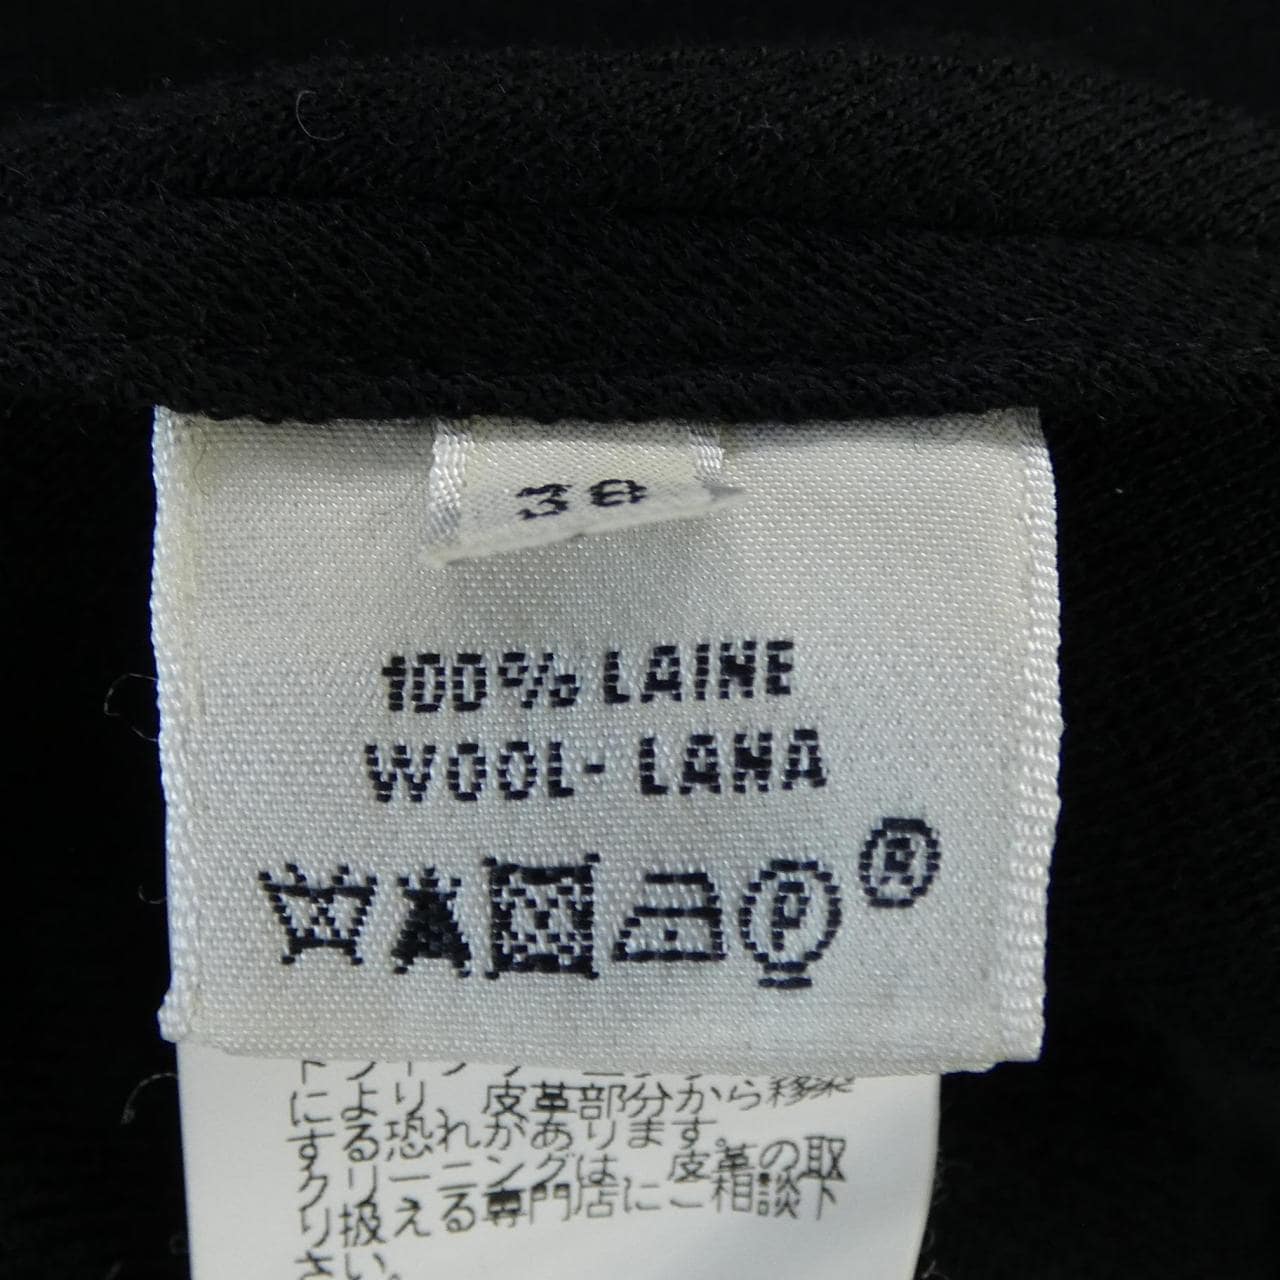 38
100% LAINE
WOOL- LANA
P
®
により、皮革部分から移染
する恐れがあります。
クリーニングは、皮革の取
り扱える専門店にご相談下
さい。